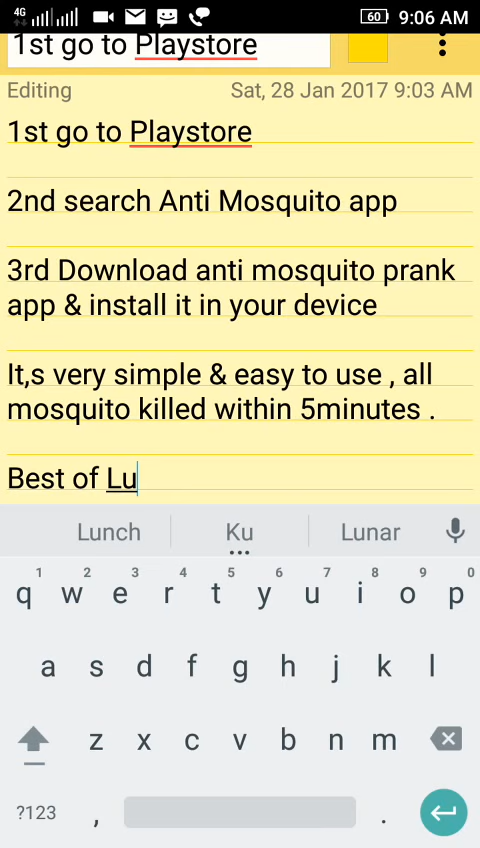 4G 60 9:06 AM
1st go to Playstore
Editing Sat, 28 Jan 2017 9:03 AM
1st go to Playstore
2nd search Anti Mosquito app
3rd Download anti mosquito prank
app & install it in your device
It,s very simple & easy to use , all
mosquito killed within 5minutes .
Best of Lu
Lunch Ku Lunar
1 2 3 4 5 6 7 8 9 0
q w e r t y u i o p
a s d f g h j k l
z x c v b n m
?123 , .